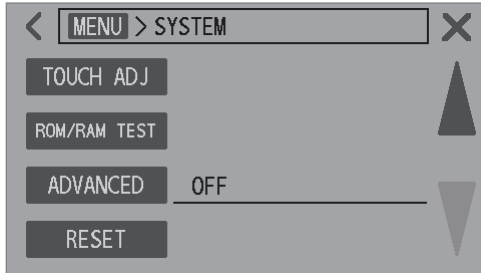 MENU > SYSTEM
TOUCH ADJ
ROM/RAM TEST
ADVANCED OFF
RESET